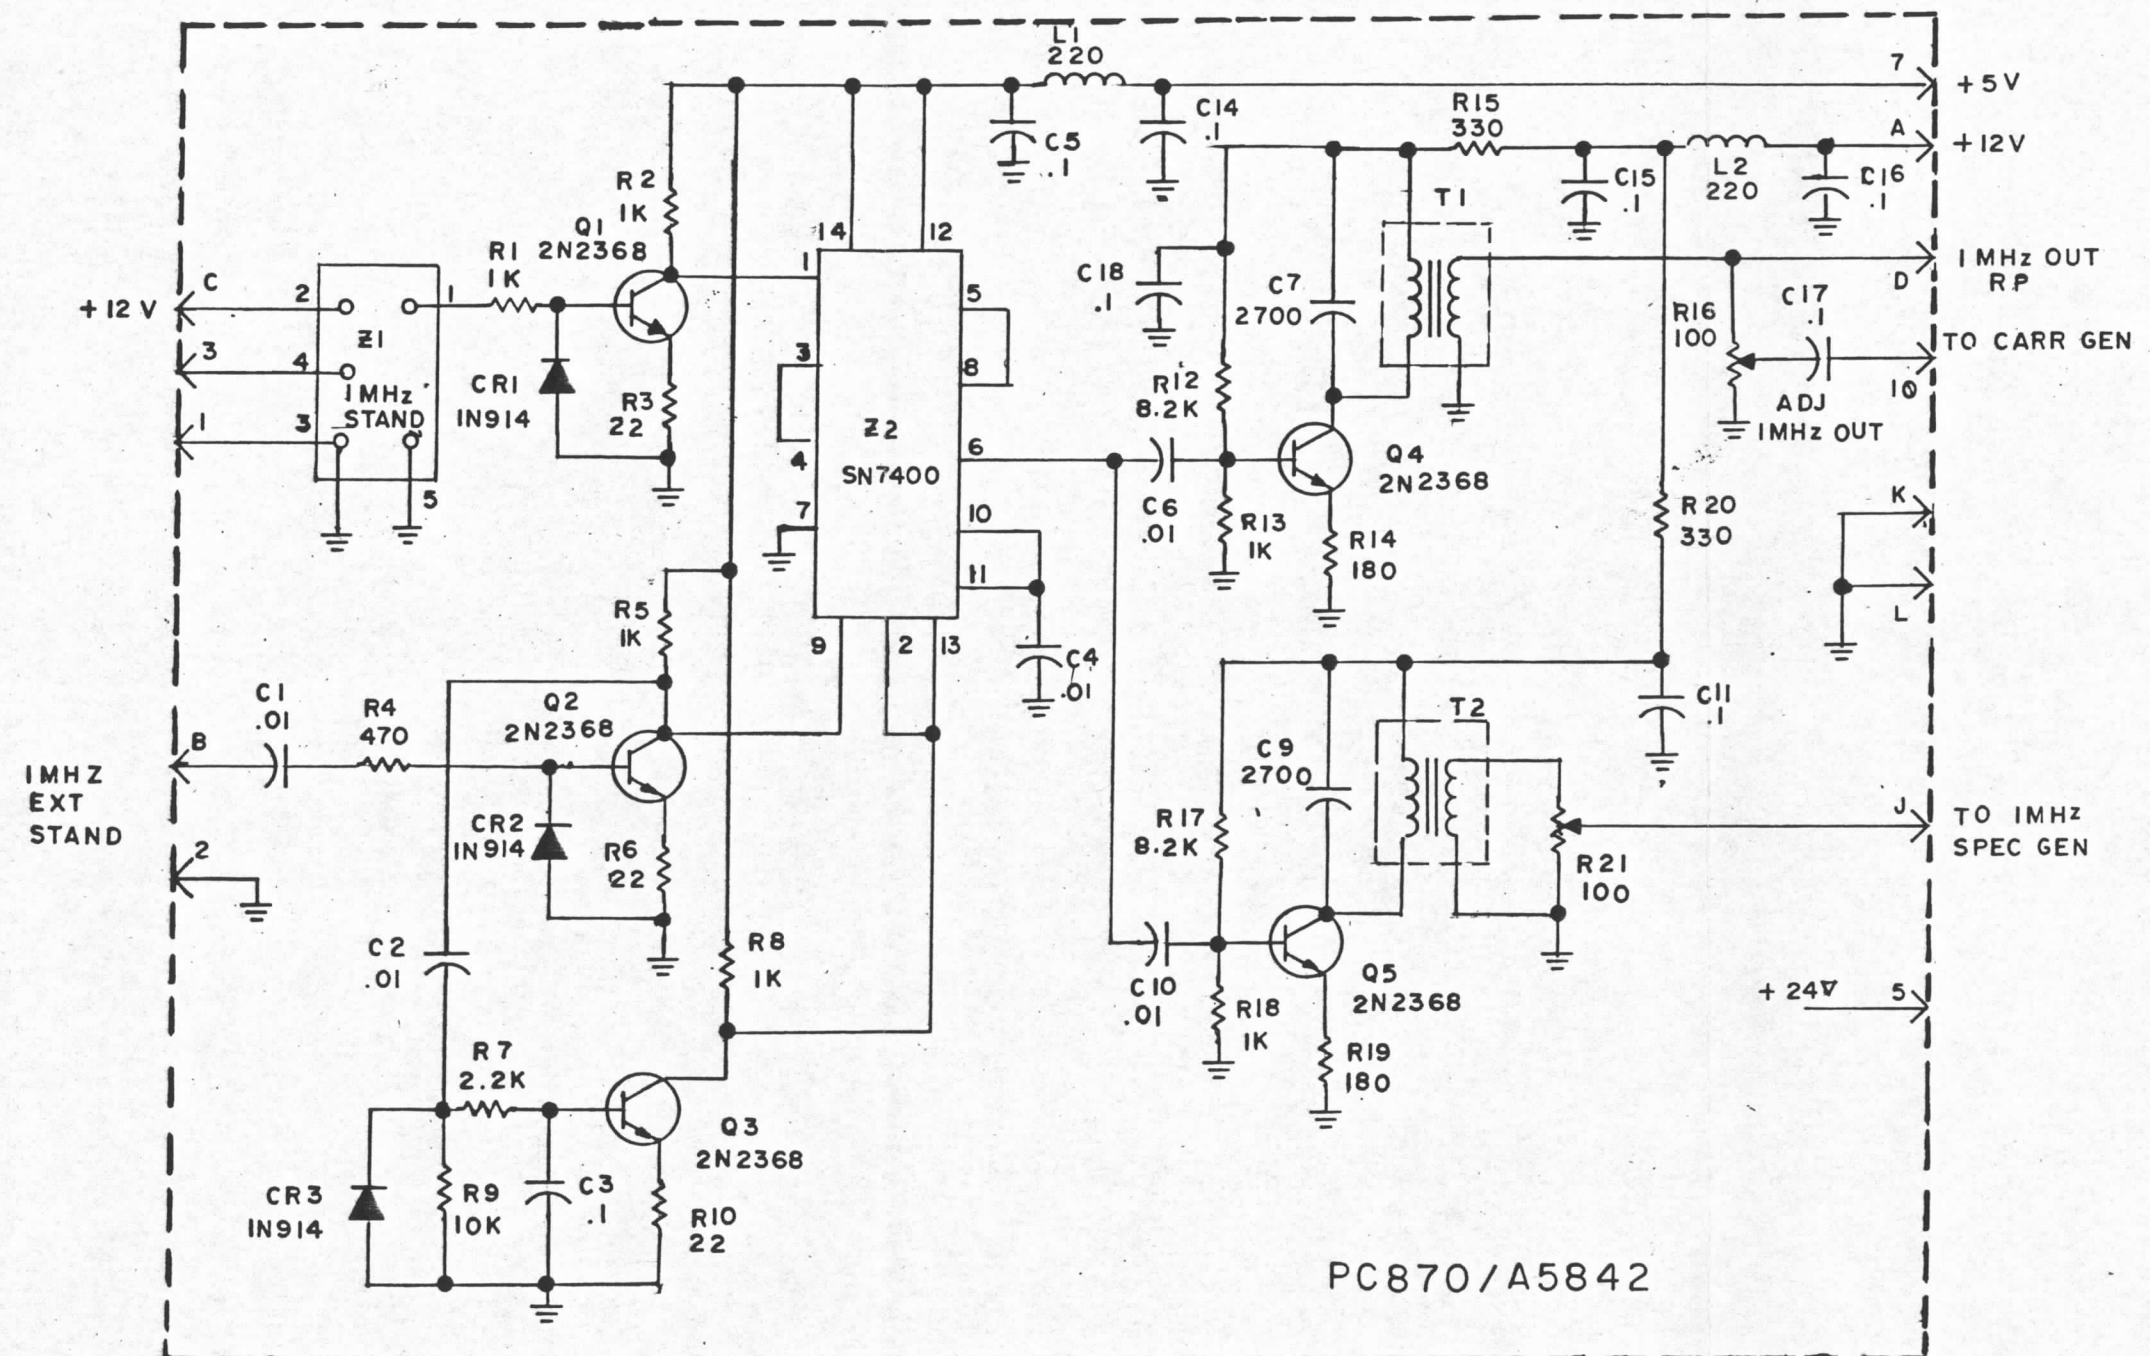 L1
220
7
+5V
C14
.1
R15
330
A
+12V
C5
.1
R2
1K
Q1
2N2368
R1
1K
14
12
1
T1
C15
.1
L2
220
C16
.1
C
+12V
2
1
Z1
3
4
1MHz
STAND
1
3
5
CR1
1N914
R3
22
3
4
7
Z2
SN7400
5
8
6
10
11
C18
.1
C7
2700
1MHz OUT
D
RP
R16
100
C17
.1
TO CARR GEN
10
ADJ
1MHz OUT
R12
8.2K
Q4
2N2368
C6
.01
R13
1K
R14
180
R20
330
K
L
R5
1K
9
2
13
C4
.01
C1
.01
R4
470
Q2
2N2368
B
1MHZ
EXT
STAND
2
CR2
1N914
R6
22
T2
C11
.1
C9
2700
R17
8.2K
J
TO 1MHz
SPEC GEN
R21
100
C2
.01
R8
1K
C10
.01
R18
1K
Q5
2N2368
+24V
5
R19
180
R7
2.2K
Q3
2N2368
CR3
1N914
R9
10K
C3
.1
R10
22
PC870/A5842